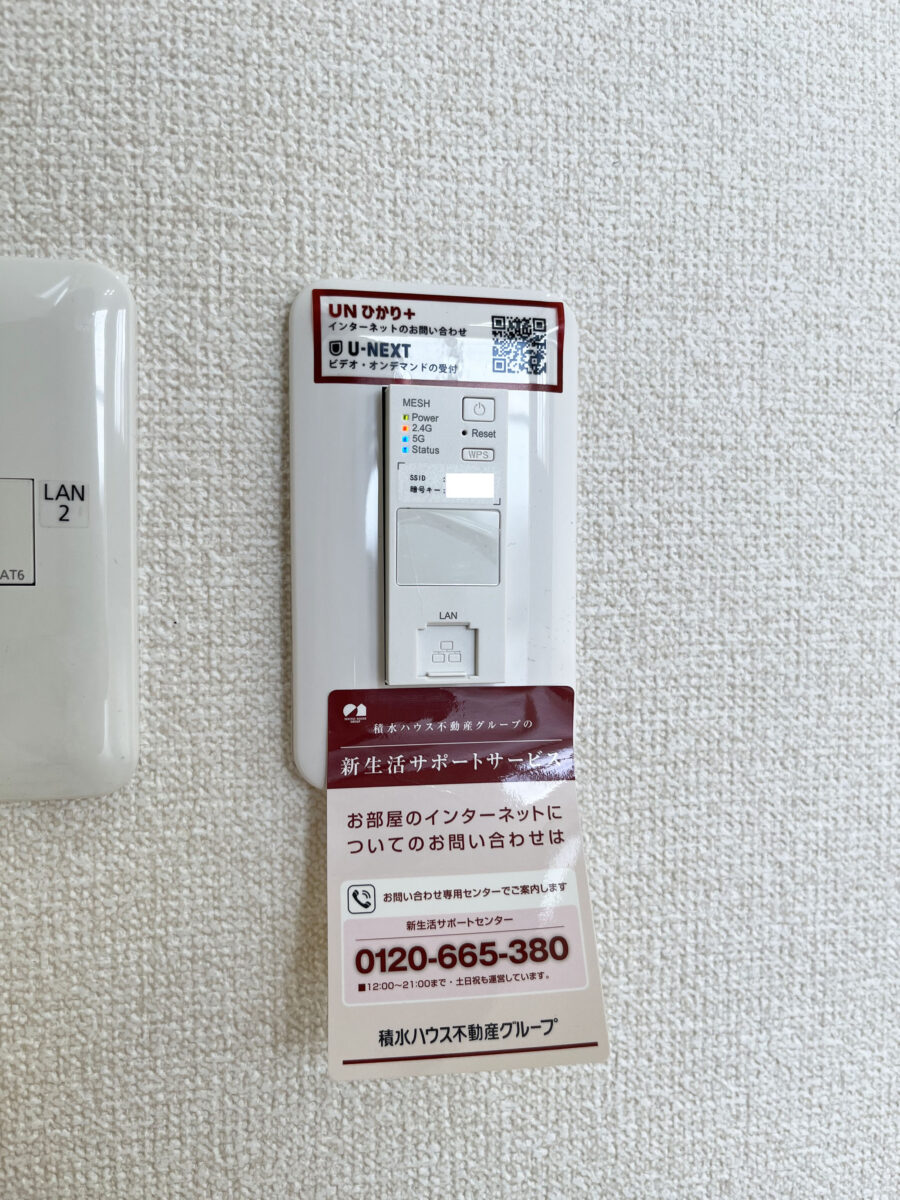 UN ひかり+
インターネットのお問い合わせ
U-NEXT
ビデオ・オンデマンドの受付
MESH
Power
2.4G
5G
Status
Reset
WPS
SSID :
暗号キー:
LAN
2
AT6
LAN
積水ハウス不動産グループの
新生活サポートサービス
お部屋のインターネットに
ついてのお問い合わせは
お問い合わせ専用センターでご案内します
新生活サポートセンター
0120-665-380
■12:00〜21:00まで・土日祝も運営しています。
積水ハウス不動産グループ